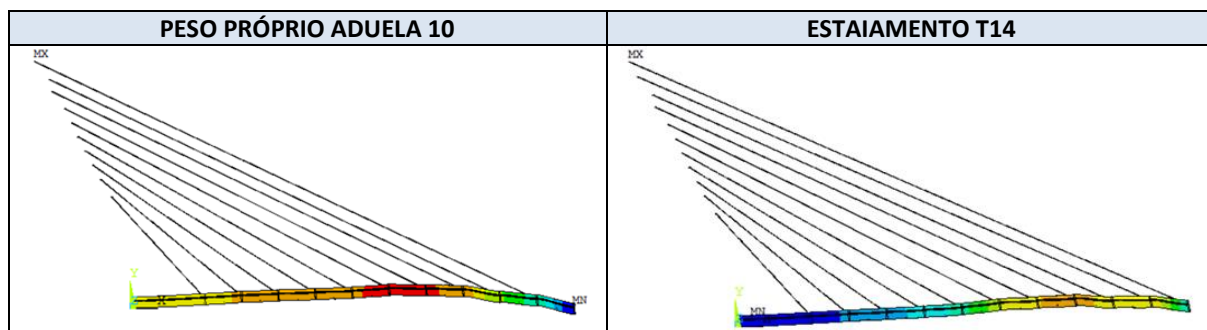 PESO PRÓPRIO ADUELA 10
ESTAIAMENTO T14
MX
Y
X
MN
MX
Y
MN